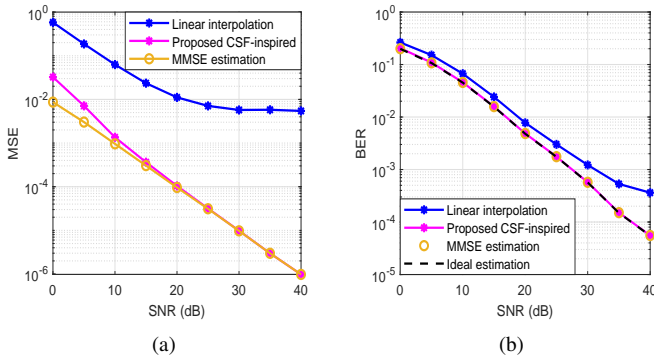 10^0
10^-2
10^-4
10^-6
MSE
0
10
20
30
40
SNR (dB)
Linear interpolation
Proposed CSF-inspired
MMSE estimation
(a)
10^0
10^-1
10^-2
10^-3
10^-4
10^-5
BER
0
10
20
30
40
SNR (dB)
Linear interpolation
Proposed CSF-inspired
MMSE estimation
Ideal estimation
(b)